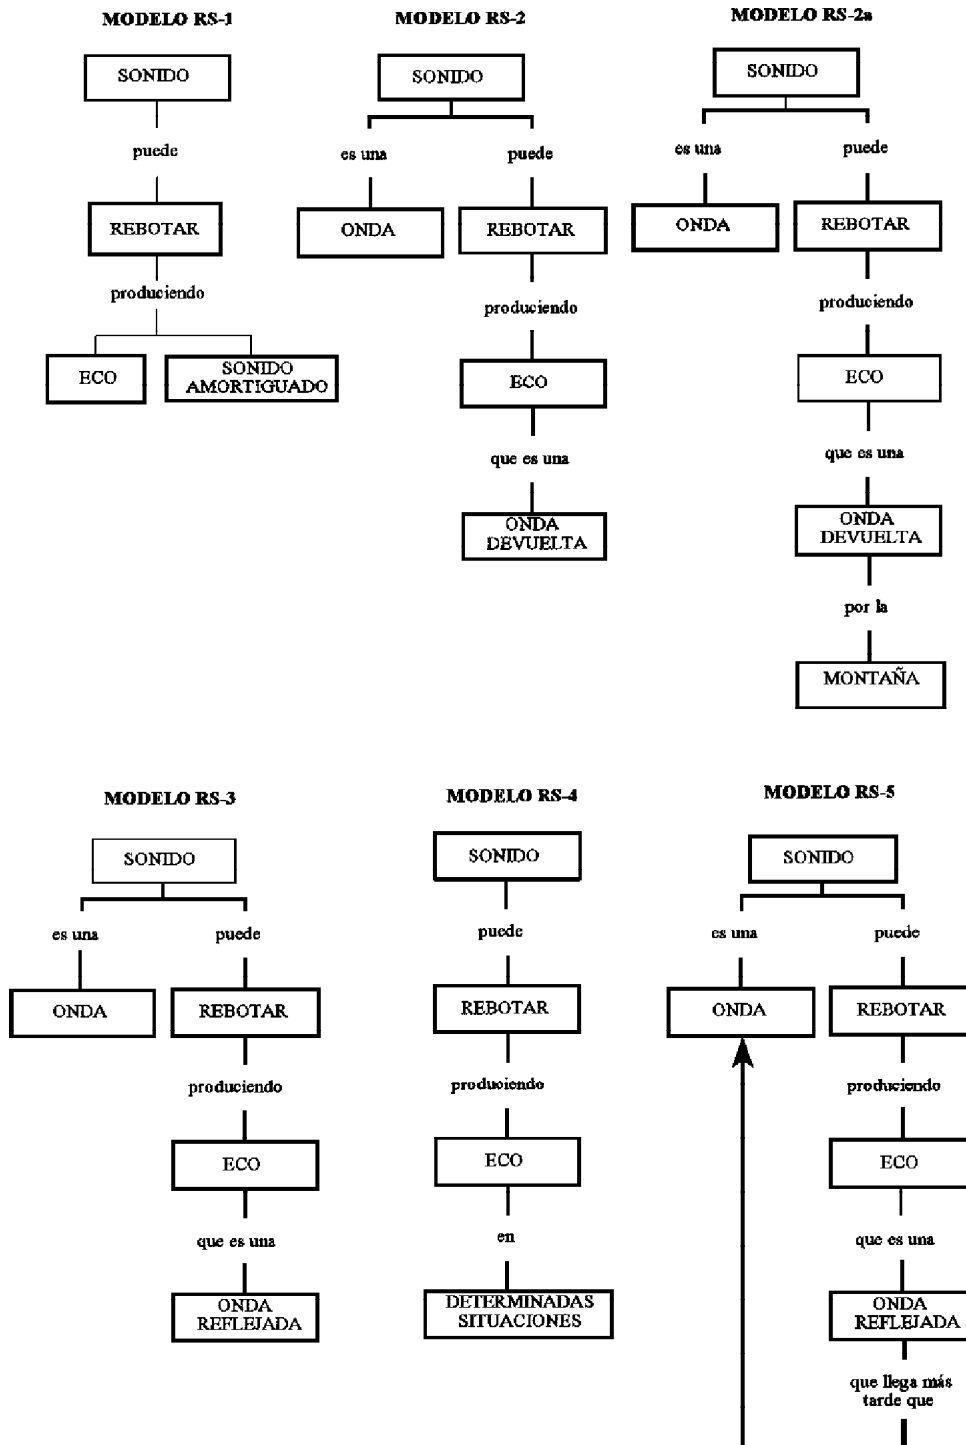 MODELO RS-1
SONIDO
puede
REBOTAR
produciendo
ECO
SONIDO
AMORTIGUADO
MODELO RS-2
SONIDO
es una
puede
ONDA
REBOTAR
produciendo
ECO
que es una
ONDA
DEVUELTA
MODELO RS-2a
SONIDO
es una
puede
ONDA
REBOTAR
produciendo
ECO
que es una
ONDA
DEVUELTA
por la
MONTAÑA
MODELO RS-3
SONIDO
es una
puede
ONDA
REBOTAR
produciendo
ECO
que es una
ONDA
REFLEJADA
MODELO RS-4
SONIDO
puede
REBOTAR
produciendo
ECO
en
DETERMINADAS
SITUACIONES
MODELO RS-5
SONIDO
es una
puede
ONDA
REBOTAR
produciendo
ECO
que es una
ONDA
REFLEJADA
que llega más
tarde que